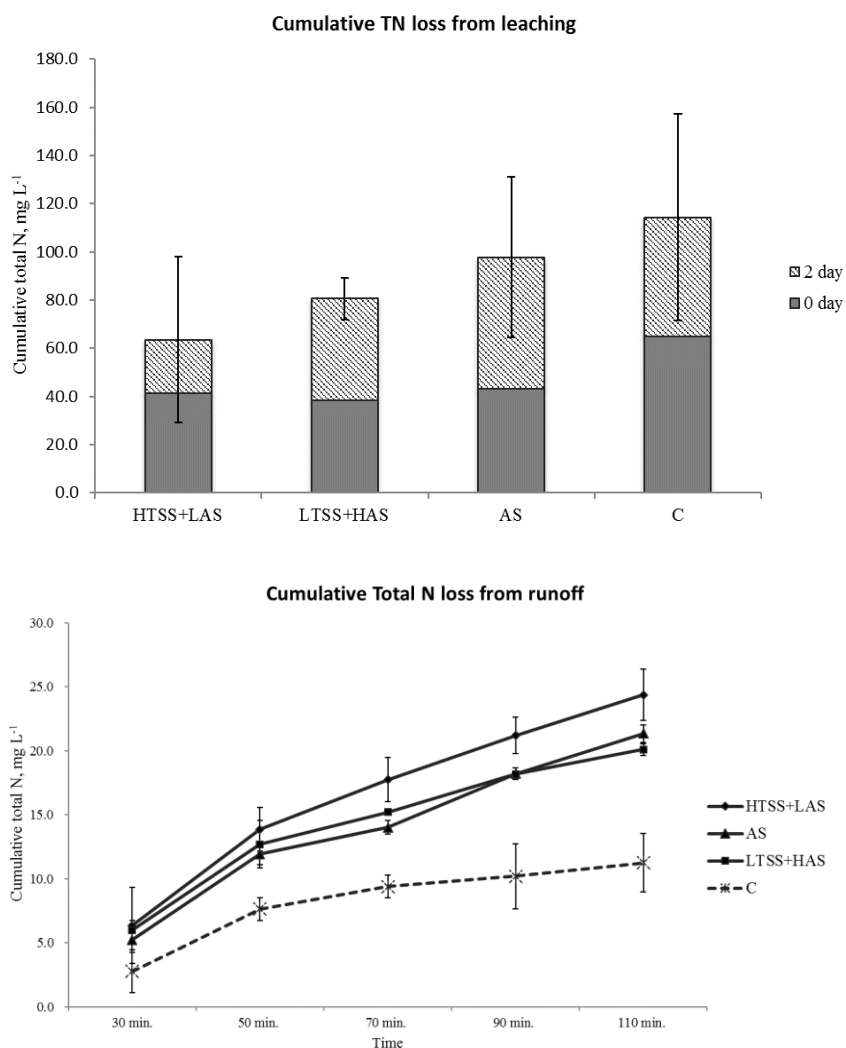 Cumulative TN loss from leaching
180.0
160.0
140.0
120.0
100.0
80.0
60.0
40.0
20.0
0.0
Cumulative total N, mg L-1
HTSS+LAS
LTSS+HAS
AS
C
2 day
0 day
Cumulative Total N loss from runoff
30.0
25.0
20.0
15.0
10.0
5.0
0.0
Cumulative total N, mg L-1
30 min.
50 min.
70 min.
90 min.
110 min.
Time
HTSS+LAS
AS
LTSS+HAS
C